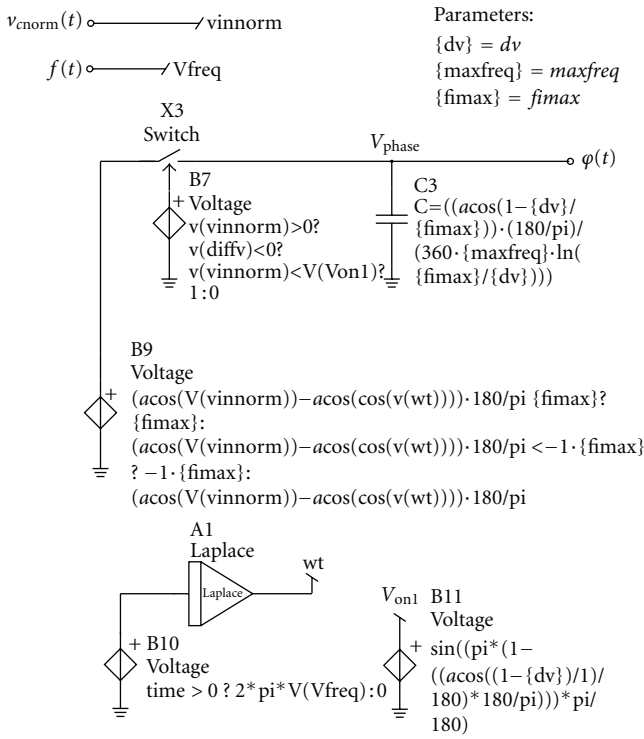 v_cnorm(t) vinnorm
f(t) Vfreq
Parameters:
{dv} = dv
{maxfreq} = maxfreq
{fimax} = fimax
X3
Switch
V_phase
φ(t)
B7
+ Voltage
v(vinnorm)>0?
v(diffv)<0?
v(vinnorm)<V(Von1)?
1:0
C3
C=((acos(1−{dv}/
{fimax}))·(180/pi)/
(360·{maxfreq}·ln(
{fimax}/{dv})))
B9
Voltage
+ (acos(V(vinnorm))−acos(cos(v(wt))))·180/pi {fimax}?
{fimax}:
(acos(V(vinnorm))−acos(cos(v(wt))))·180/pi <−1·{fimax}
? −1·{fimax}:
(acos(V(vinnorm))−acos(cos(v(wt))))·180/pi
A1
Laplace
Laplace
wt
+ B10
Voltage
time > 0 ? 2*pi*V(Vfreq):0
V_on1 B11
Voltage
+ sin((pi*(1−
((acos((1−{dv})/1)/
180)*180/pi)))*pi/
180)